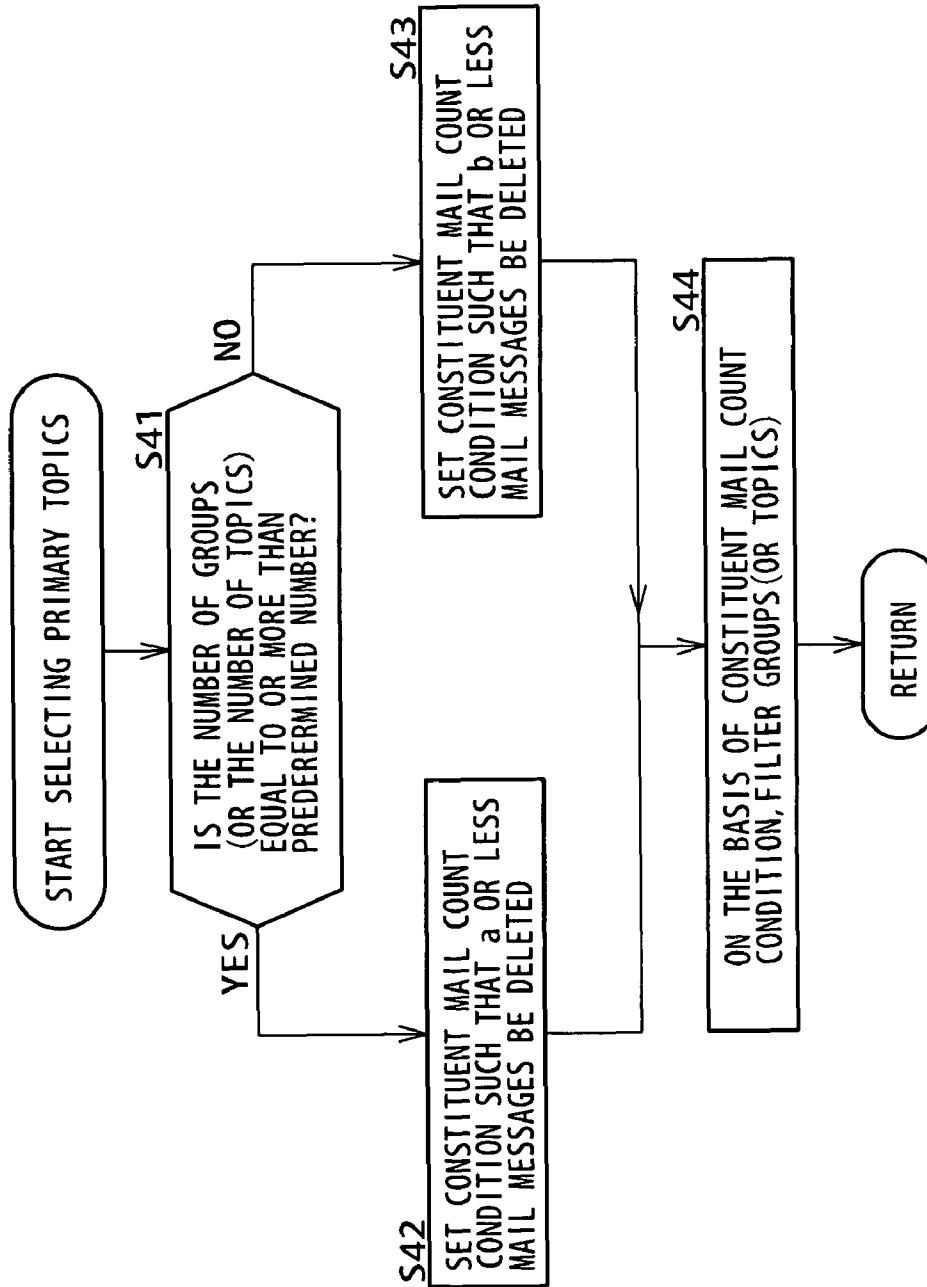 START SELECTING PRIMARY TOPICS
S41
IS THE NUMBER OF GROUPS
(OR THE NUMBER OF TOPICS)
EQUAL TO OR MORE THAN
PREDERMINED NUMBER?
YES
NO
S42
SET CONSTITUENT MAIL COUNT
CONDITION SUCH THAT a OR LESS
MAIL MESSAGES BE DELETED
S43
SET CONSTITUENT MAIL COUNT
CONDITION SUCH THAT b OR LESS
MAIL MESSAGES BE DELETED
S44
ON THE BASIS OF CONSTITUENT MAIL COUNT
CONDITION,FILTER GROUPS(OR TOPICS)
RETURN